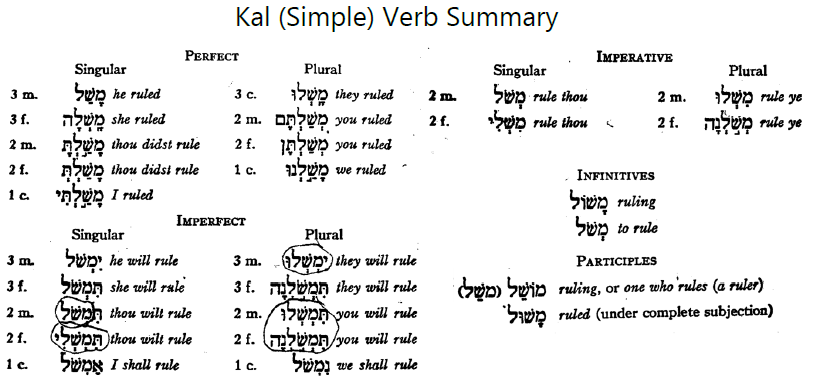 Kal (Simple) Verb Summary
PERFECT
Singular Plural
3 m. מָשַׁל he ruled 3 c. מָֽשְׁלוּ they ruled
3 f. מָֽשְׁלָה she ruled 2 m. מְשַׁלְתֶּם you ruled
2 m. מָשַׁלְתָּ thou didst rule 2 f. מְשַׁלְתֶּן you ruled
2 f. מָשַׁלְתְּ thou didst rule 1 c. מָשַׁלְנוּ we ruled
1 c. מָשַׁלְתִּי I ruled
IMPERFECT
Singular Plural
3 m. יִמְשֹׁל he will rule 3 m. יִמְשְׁלוּ they will rule
3 f. תִּמְשֹׁל she will rule 3 f. תִּמְשֹׁלְנָה they will rule
2 m. תִּמְשֹׁל thou wilt rule 2 m. תִּמְשְׁלוּ you will rule
2 f. תִּמְשְׁלִי thou wilt rule 2 f. תִּמְשֹׁלְנָה you will rule
1 c. אֶמְשֹׁל I shall rule 1 c. נִמְשֹׁל we shall rule
IMPERATIVE
Singular Plural
2 m. מְשֹׁל rule thou 2 m. מִשְׁלוּ rule ye
2 f. מִשְׁלִי rule thou 2 f. מְשֹׁלְנָה rule ye
INFINITIVES
מָשׁוֹל ruling
מְשֹׁל to rule
PARTICIPLES
מוֹשֵׁל (מֹשֵׁל) ruling, or one who rules (a ruler)
מָשׁוּל ruled (under complete subjection)